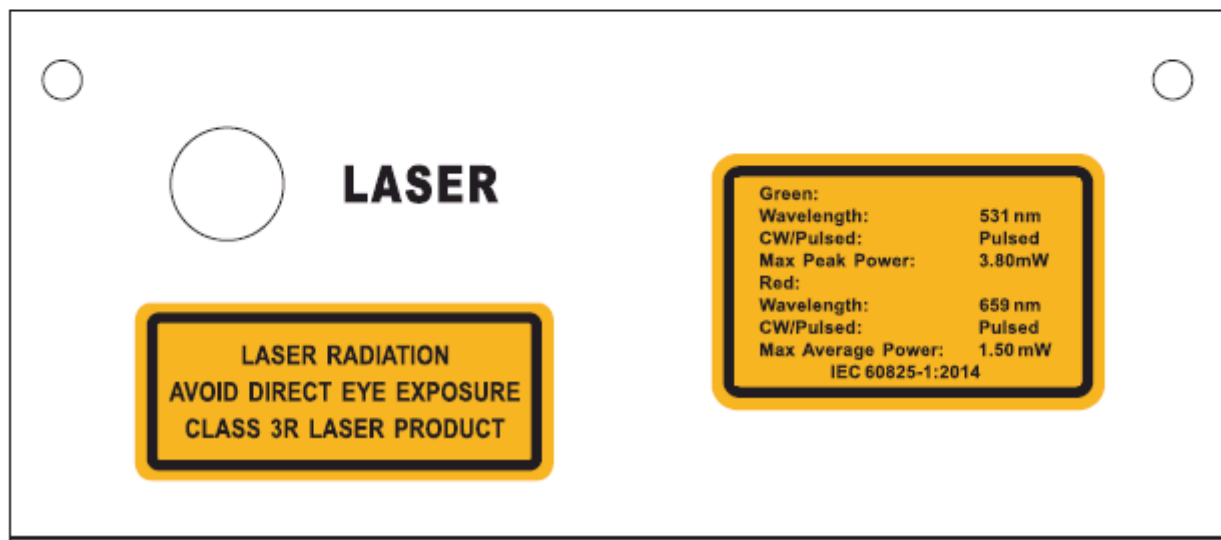 LASER
LASER RADIATION
AVOID DIRECT EYE EXPOSURE
CLASS 3R LASER PRODUCT
Green:
Wavelength: 531 nm
CW/Pulsed: Pulsed
Max Peak Power: 3.80mW
Red:
Wavelength: 659 nm
CW/Pulsed: Pulsed
Max Average Power: 1.50 mW
IEC 60825-1:2014